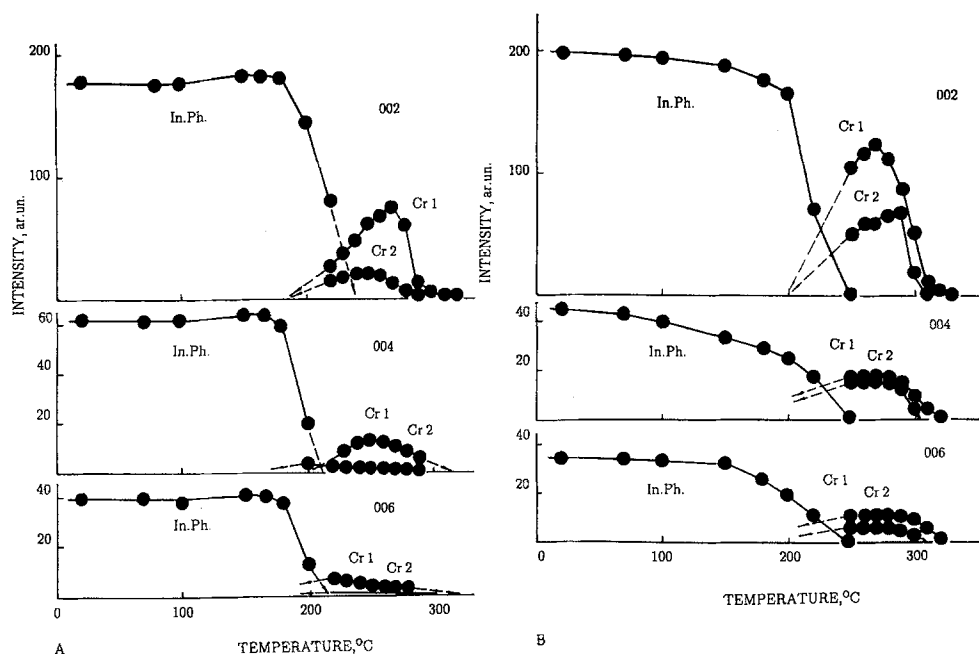 INTENSITY, ar.un.
200
100
In.Ph.
002
Cr 1
Cr 2
60
40
20
In.Ph.
004
Cr 1
Cr 2
40
20
In.Ph.
006
Cr 1
Cr 2
0
100
200
300
A
TEMPERATURE,°C
INTENSITY, ar.un.
200
100
In.Ph.
002
Cr 1
Cr 2
40
20
In.Ph.
004
Cr 1
Cr 2
40
20
In.Ph.
006
Cr 1
Cr 2
0
100
200
300
TEMPERATURE,°C
B